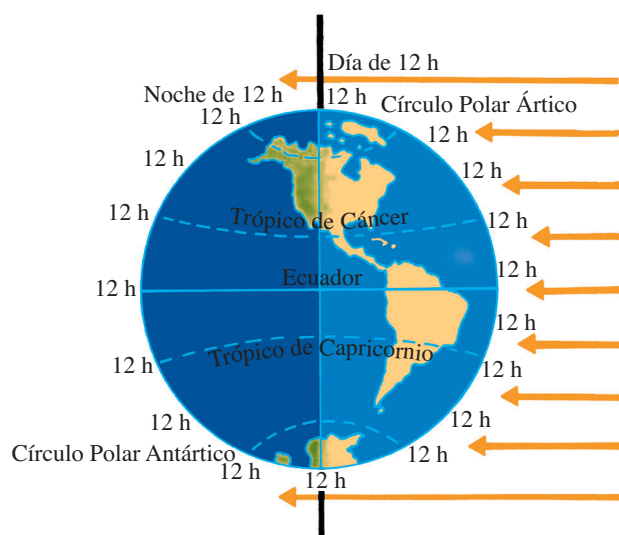 Día de 12 h
Noche de 12 h
12 h
Círculo Polar Ártico
12 h
12 h
12 h
12 h
12 h
12 h
Trópico de Cáncer
12 h
Ecuador
12 h
12 h
12 h
Trópico de Capricornio
12 h
12 h
12 h
12 h
Círculo Polar Antártico
12 h
12 h
12 h